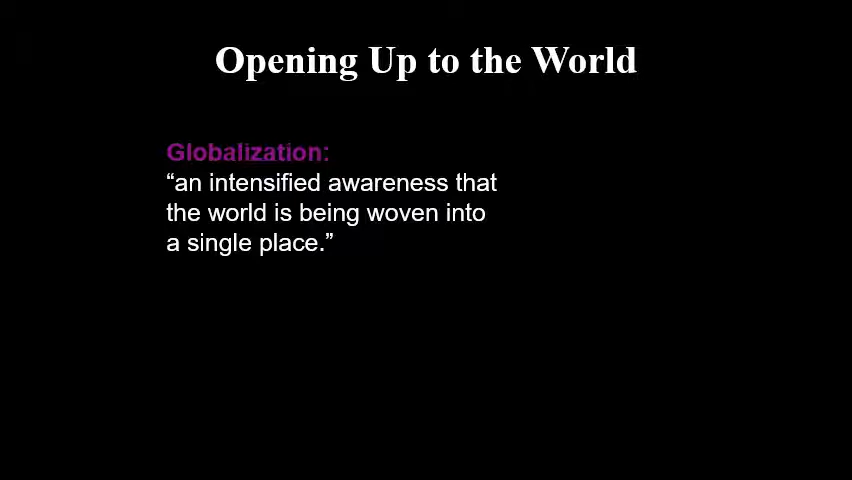 Opening Up to the World
Globalization:
“an intensified awareness that
the world is being woven into
a single place.”